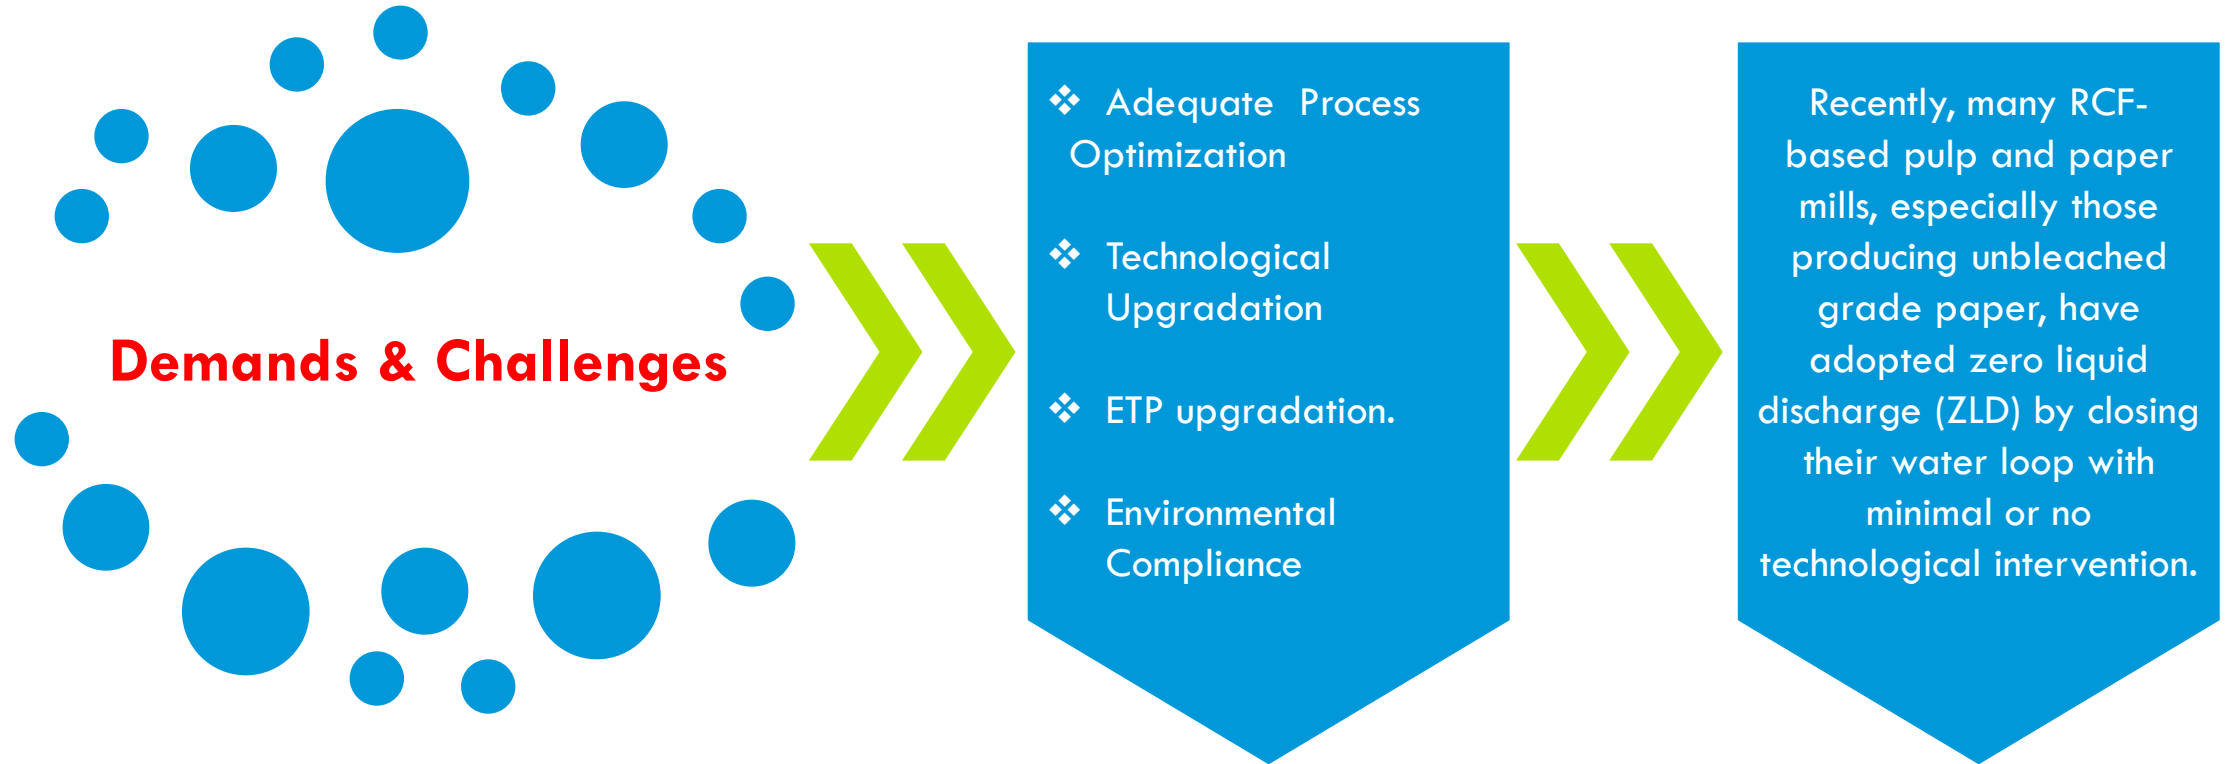 Demands & Challenges
❖ Adequate Process
Optimization
❖ Technological
Upgradation
❖ ETP upgradation.
❖ Environmental
Compliance
Recently, many RCF-
based pulp and paper
mills, especially those
producing unbleached
grade paper, have
adopted zero liquid
discharge (ZLD) by closing
their water loop with
minimal or no
technological intervention.